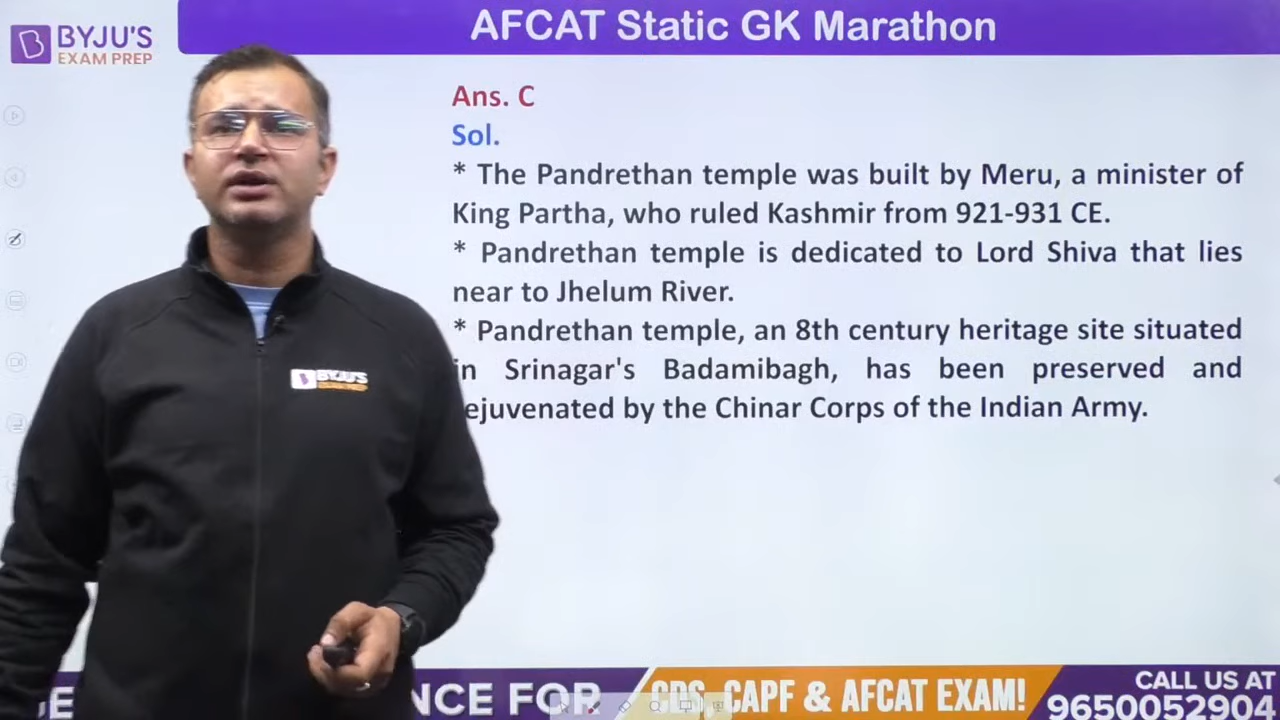 BYJU'S
EXAM PREP
AFCAT Static GK Marathon
Ans. C
Sol.
* The Pandrethan temple was built by Meru, a minister of
King Partha, who ruled Kashmir from 921-931 CE.
* Pandrethan temple is dedicated to Lord Shiva that lies
near to Jhelum River.
* Pandrethan temple, an 8th century heritage site situated
in Srinagar's Badamibagh, has been preserved and
ejuvenated by the Chinar Corps of the Indian Army.
BYJU'S
NCE FOR
CDS, CAPF & AFCAT EXAM!
CALL US AT
9650052904